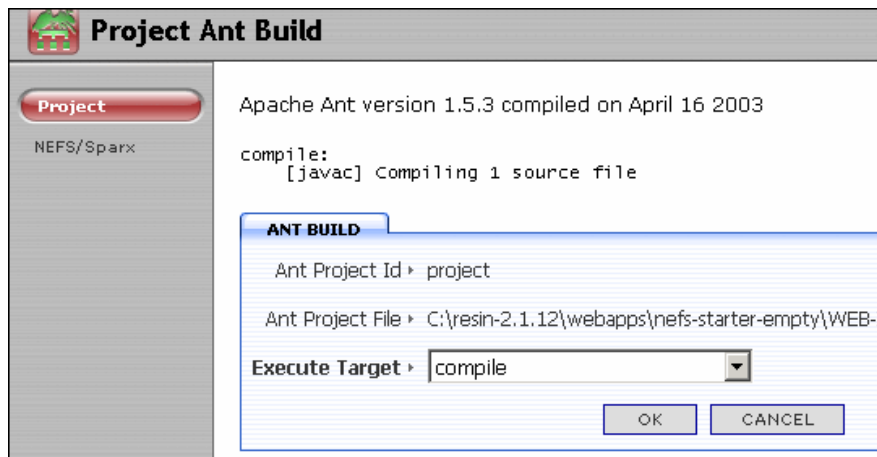 Project Ant Build
Project
NEFS/Sparx
Apache Ant version 1.5.3 compiled on April 16 2003
compile:
[javac] Compiling 1 source file
ANT BUILD
Ant Project Id project
Ant Project File C:\resin-2.1.12\webapps\nefs-starter-empty\WEB-
Execute Target compile
OK CANCEL